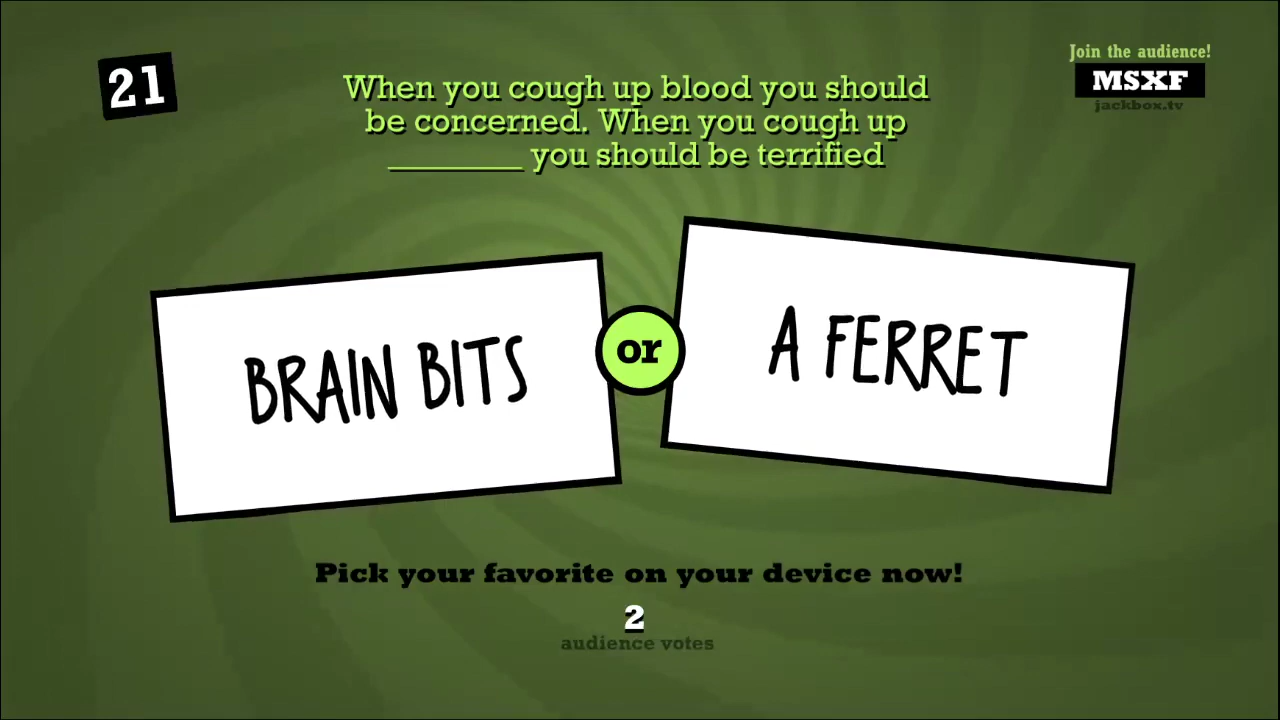 21
Join the audience!
MSXF
jackbox.tv
When you cough up blood you should
be concerned. When you cough up
________ you should be terrified
BRAIN BITS
or
A FERRET
Pick your favorite on your device now!
2
audience votes